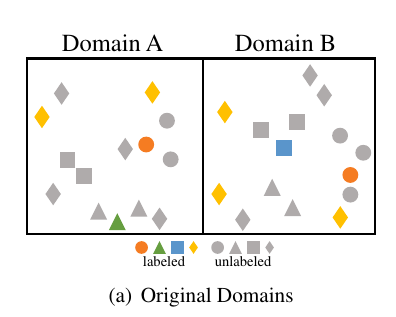 Domain A Domain B
labeled unlabeled
(a) Original Domains